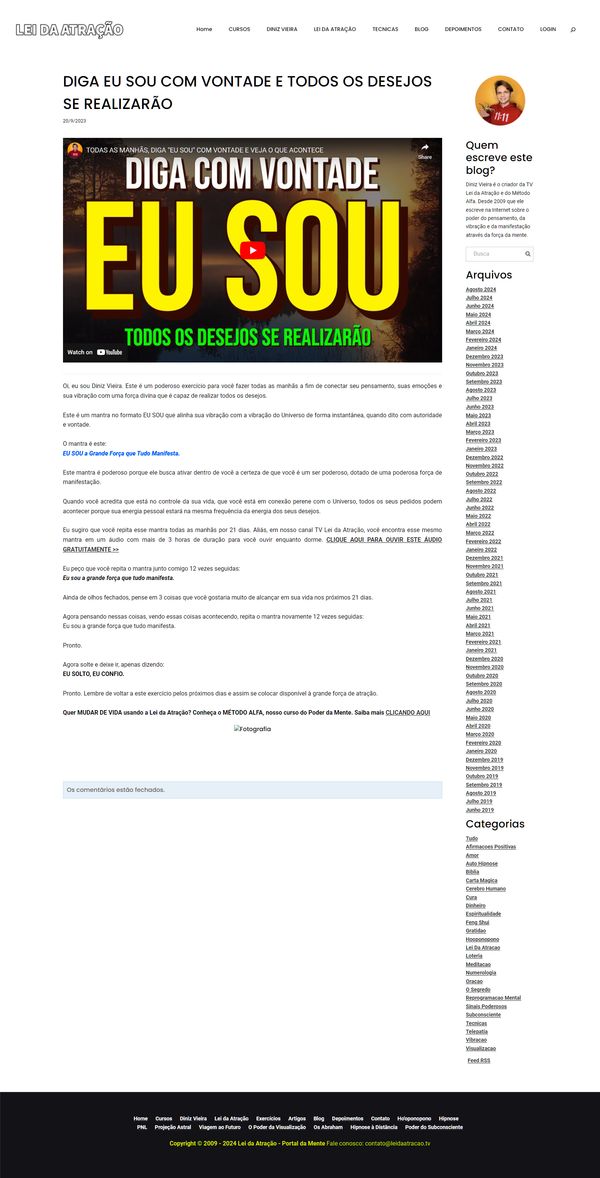 LEI DA ATRAÇÃO
Home CURSOS DINIZ VIEIRA LEI DA ATRAÇÃO TECNICAS BLOG DEPOIMENTOS CONTATO LOGIN
DIGA EU SOU COM VONTADE E TODOS OS DESEJOS
SE REALIZARÃO
20/9/2023
TODAS AS MANHÃS, DIGA "EU SOU" COM VONTADE E VEJA O QUE ACONTECE
Share
DIGA COM VONTADE
EU SOU
TODOS OS DESEJOS SE REALIZARÃO
Watch on YouTube
Oi, eu sou Diniz Vieira. Este é um poderoso exercício para você fazer todas as manhãs a fim de conectar seu pensamento, suas emoções e
sua vibração com uma força divina que é capaz de realizar todos os desejos.
Este é um mantra no formato EU SOU que alinha sua vibração com a vibração do Universo de forma instantânea, quando dito com autoridade
e vontade.
O mantra é este:
EU SOU a Grande Força que Tudo Manifesta.
Este mantra é poderoso porque ele busca ativar dentro de você a certeza de que você é um ser poderoso, dotado de uma poderosa força de
manifestação.
Quando você acredita que está no controle da sua vida, que você está em conexão perene com o Universo, todos os seus pedidos podem
acontecer porque sua energia pessoal estará na mesma frequência da energia dos seus desejos.
Eu sugiro que você repita esse mantra todas as manhãs por 21 dias. Aliás, em nosso canal TV Lei da Atração, você encontra esse mesmo
mantra em um áudio com mais de 3 horas de duração para você ouvir enquanto dorme. CLIQUE AQUI PARA OUVIR ESTE ÁUDIO
GRATUITAMENTE >>
Eu peço que você repita o mantra junto comigo 12 vezes seguidas:
Eu sou a grande força que tudo manifesta.
Ainda de olhos fechados, pense em 3 coisas que você gostaria muito de alcançar em sua vida nos próximos 21 dias.
Agora pensando nessas coisas, vendo essas coisas acontecendo, repita o mantra novamente 12 vezes seguidas:
Eu sou a grande força que tudo manifesta.
Pronto.
Agora solte e deixe ir, apenas dizendo:
EU SOLTO, EU CONFIO.
Pronto. Lembre de voltar a este exercício pelos próximos dias e assim se colocar disponível à grande força de atração.
Quer MUDAR DE VIDA usando a Lei da Atração? Conheça o MÉTODO ALFA, nosso curso do Poder da Mente. Saiba mais CLICANDO AQUI
Fotografia
Os comentários estão fechados.
11:11
Quem
escreve este
blog?
Diniz Vieira é o criador da TV
Lei da Atração e do Método
Alfa. Desde 2009 que ele
escreve na Internet sobre o
poder do pensamento, da
vibração e da manifestação
através da força da mente.
Busca
Arquivos
Agosto 2024
Julho 2024
Junho 2024
Maio 2024
Abril 2024
Março 2024
Fevereiro 2024
Janeiro 2024
Dezembro 2023
Novembro 2023
Outubro 2023
Setembro 2023
Agosto 2023
Julho 2023
Junho 2023
Maio 2023
Abril 2023
Março 2023
Fevereiro 2023
Janeiro 2023
Dezembro 2022
Novembro 2022
Outubro 2022
Setembro 2022
Agosto 2022
Julho 2022
Junho 2022
Maio 2022
Abril 2022
Março 2022
Fevereiro 2022
Janeiro 2022
Dezembro 2021
Novembro 2021
Outubro 2021
Setembro 2021
Agosto 2021
Julho 2021
Junho 2021
Maio 2021
Abril 2021
Março 2021
Fevereiro 2021
Janeiro 2021
Dezembro 2020
Novembro 2020
Outubro 2020
Setembro 2020
Agosto 2020
Julho 2020
Junho 2020
Maio 2020
Abril 2020
Março 2020
Fevereiro 2020
Janeiro 2020
Dezembro 2019
Novembro 2019
Outubro 2019
Setembro 2019
Agosto 2019
Julho 2019
Junho 2019
Categorias
Tudo
Afirmacoes Positivas
Amor
Auto Hipnose
Biblia
Carta Magica
Cerebro Humano
Cura
Dinheiro
Espiritualidade
Feng Shui
Gratidao
Hooponopono
Lei Da Atracao
Loteria
Meditacao
Numerologia
Oracao
O Segredo
Reprogramacao Mental
Sinais Poderosos
Subconsciente
Tecnicas
Telepatia
Vibracao
Visualizacao
Feed RSS
Home Cursos Diniz Vieira Lei da Atração Exercícios Artigos Blog Depoimentos Contato Ho'oponopono Hipnose
PNL Projeção Astral Viagem ao Futuro O Poder da Visualização Os Abraham Hipnose à Distância Poder do Subconsciente
Copyright © 2009 - 2024 Lei da Atração - Portal da Mente Fale conosco: contato@leidaatracao.tv